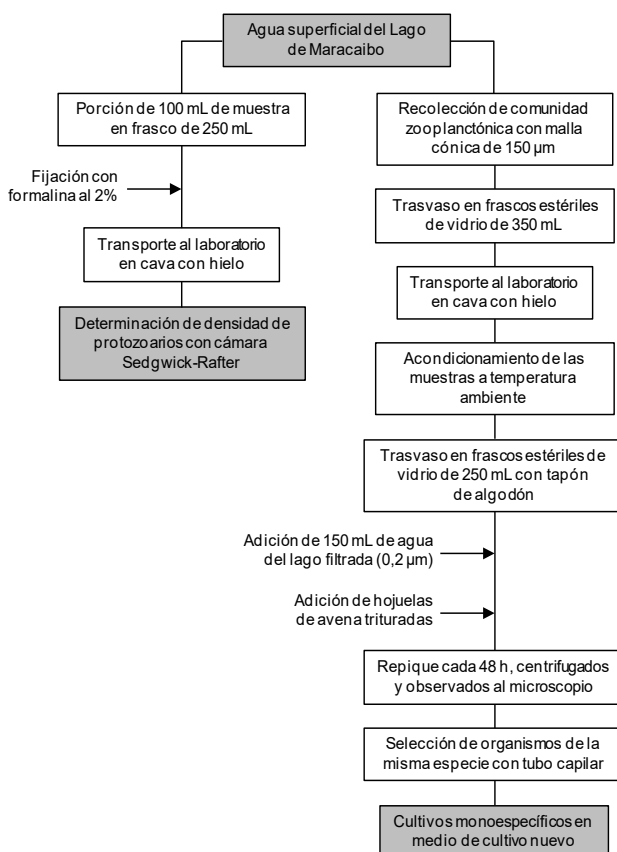 Agua superficial del Lago
de Maracaibo
Porción de 100 mL de muestra
en frasco de 250 mL
Fijación con
formalina al 2%
Transporte al laboratorio
en cava con hielo
Determinación de densidad de
protozoarios con cámara
Sedgwick-Rafter
Recolección de comunidad
zooplanctónica con malla
cónica de 150 µm
Trasvaso en frascos estériles
de vidrio de 350 mL
Transporte al laboratorio
en cava con hielo
Acondicionamiento de las
muestras a temperatura
ambiente
Trasvaso en frascos estériles de
vidrio de 250 mL con tapón
de algodón
Adición de 150 mL de agua
del lago filtrada (0,2 µm)
Adición de hojuelas
de avena trituradas
Repique cada 48 h, centrifugados
y observados al microscopio
Selección de organismos de la
misma especie con tubo capilar
Cultivos monoespecíficos en
medio de cultivo nuevo